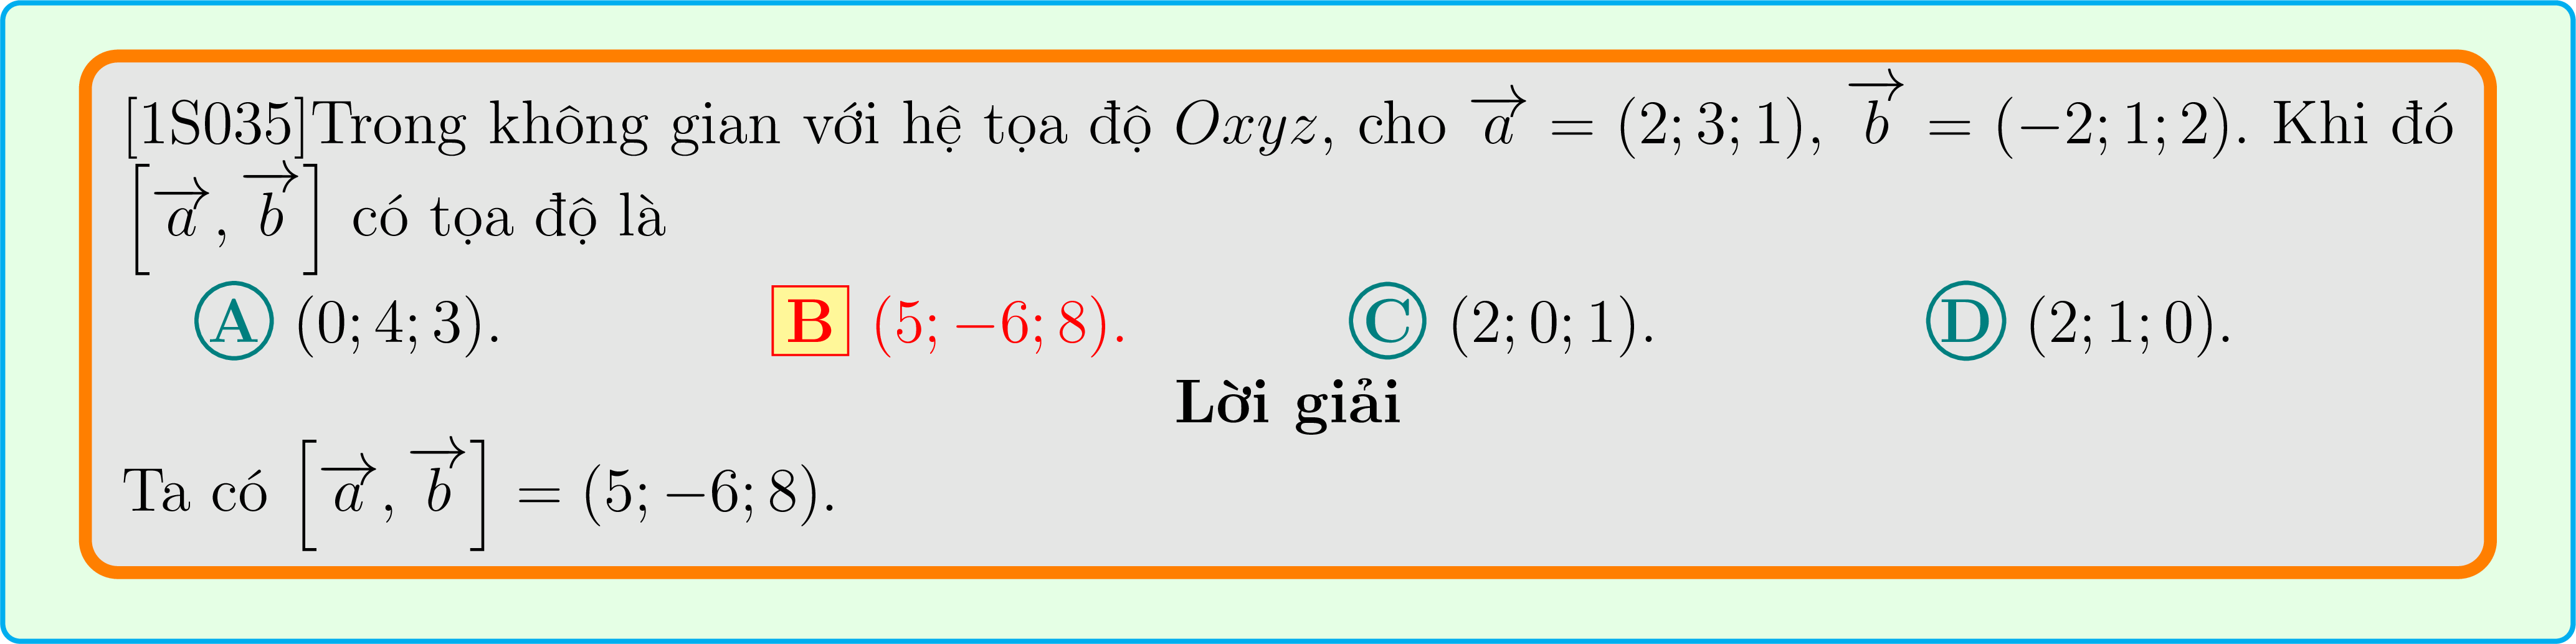 [1S035]Trong không gian với hệ tọa độ Oxyz, cho $\overrightarrow{a} = (2; 3; 1)$, $\overrightarrow{b} = (-2; 1; 2)$. Khi đó
$\left[\overrightarrow{a}, \overrightarrow{b}\right]$ có tọa độ là
A (0; 4; 3). B (5; −6; 8). C (2; 0; 1). D (2; 1; 0).
Lời giải
Ta có $\left[\overrightarrow{a}, \overrightarrow{b}\right] = (5; -6; 8)$.